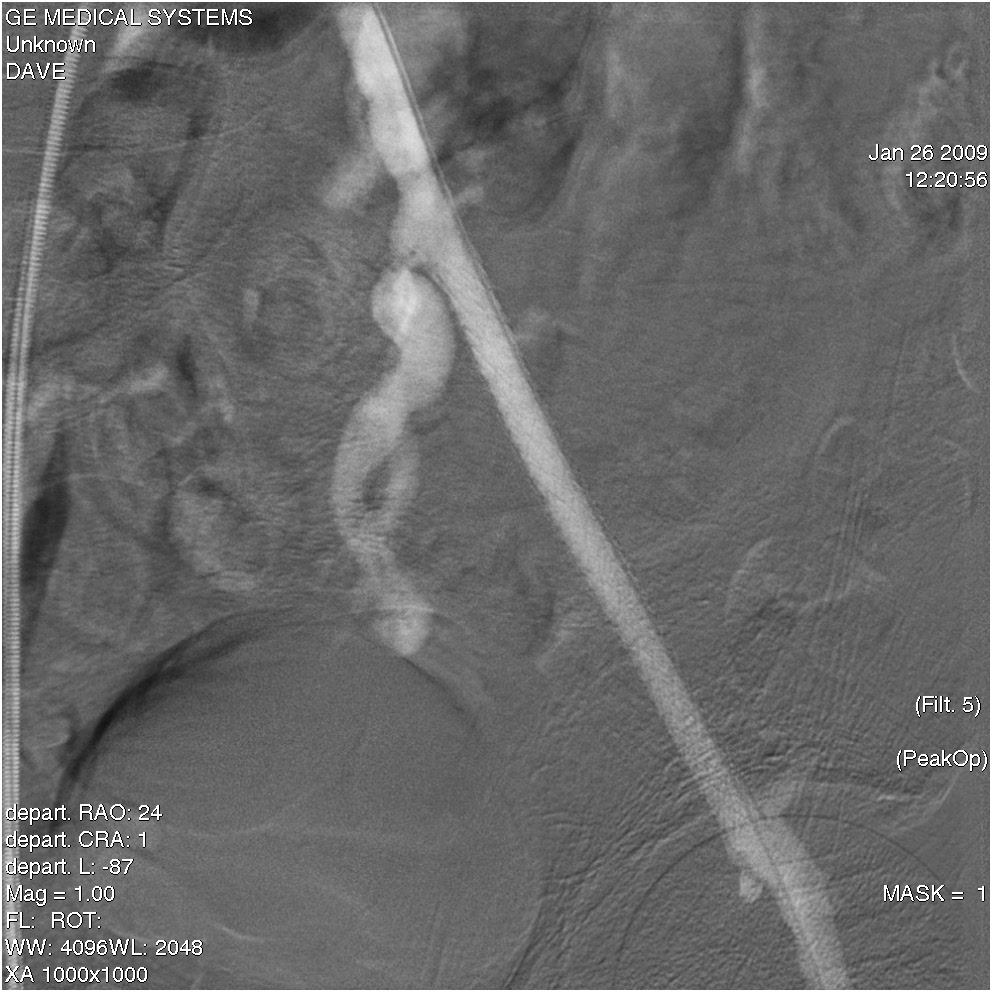 GE MEDICAL SYSTEMS
Unknown
DAVE
Jan 26 2009
12:20:56
(Filt. 5)
(PeakOp)
depart. RAO: 24
depart. CRA: 1
depart. L: -87
Mag = 1.00
FL: ROT:
WW: 4096WL: 2048
XA 1000x1000
MASK = 1